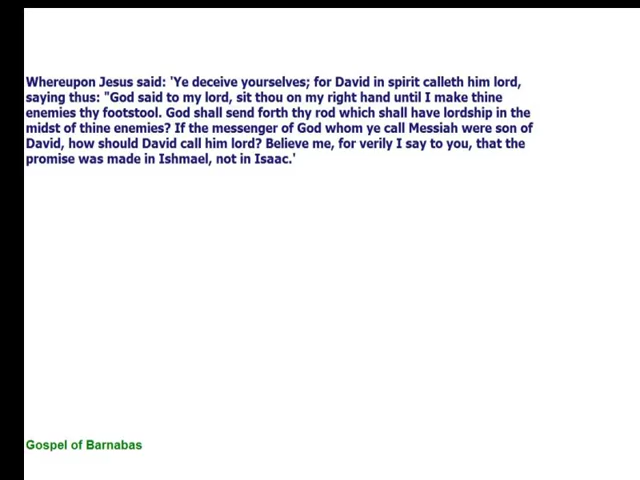 Whereupon Jesus said: 'Ye deceive yourselves; for David in spirit calleth him lord,
saying thus: "God said to my lord, sit thou on my right hand until I make thine
enemies thy footstool. God shall send forth thy rod which shall have lordship in the
midst of thine enemies? If the messenger of God whom ye call Messiah were son of
David, how should David call him lord? Believe me, for verily I say to you, that the
promise was made in Ishmael, not in Isaac.'
Gospel of Barnabas